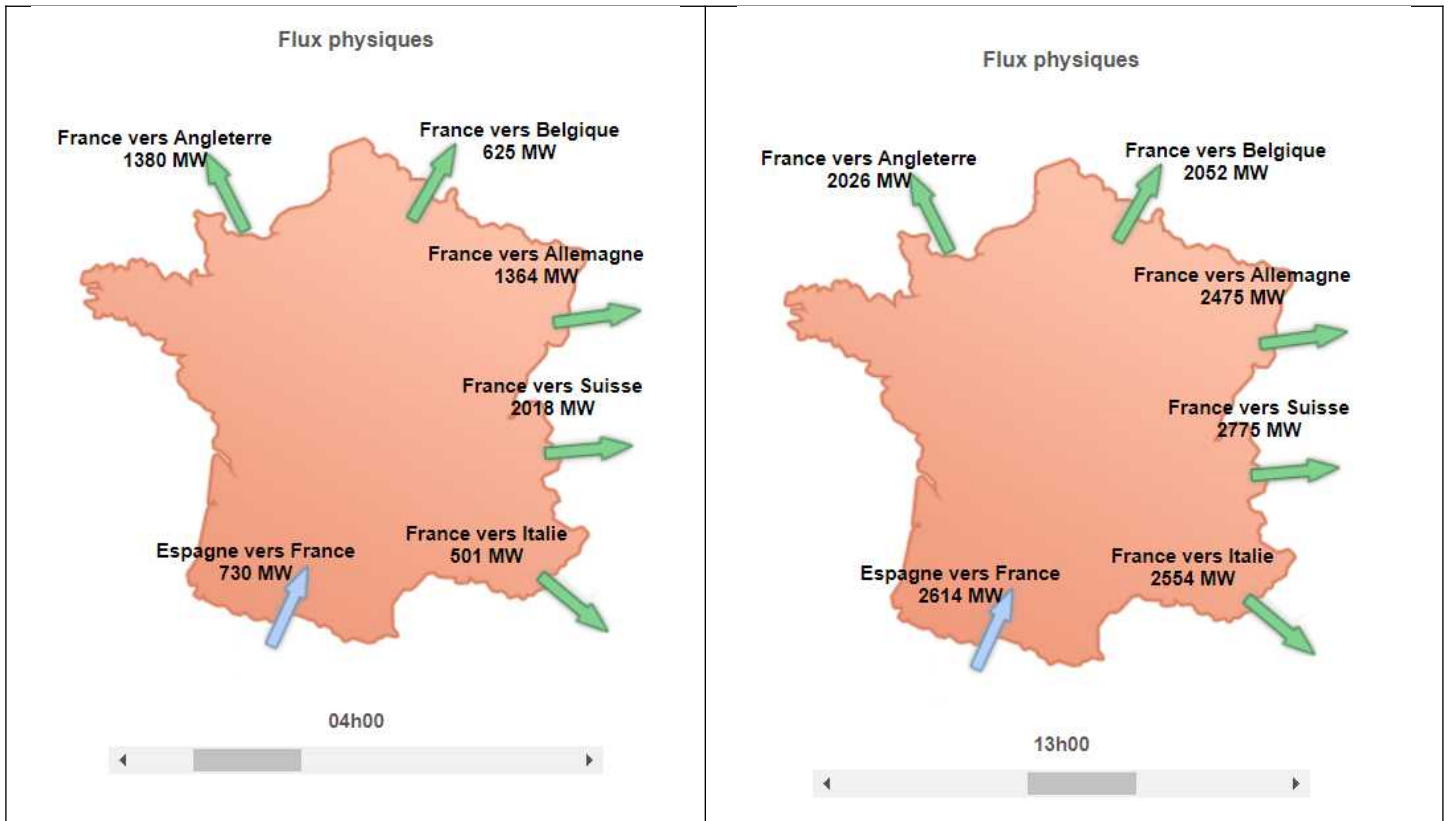 Flux physiques
France vers Angleterre
1380 MW
France vers Belgique
625 MW
France vers Allemagne
1364 MW
France vers Suisse
2018 MW
France vers Italie
501 MW
Espagne vers France
730 MW
04h00
Flux physiques
France vers Angleterre
2026 MW
France vers Belgique
2052 MW
France vers Allemagne
2475 MW
France vers Suisse
2775 MW
France vers Italie
2554 MW
Espagne vers France
2614 MW
13h00